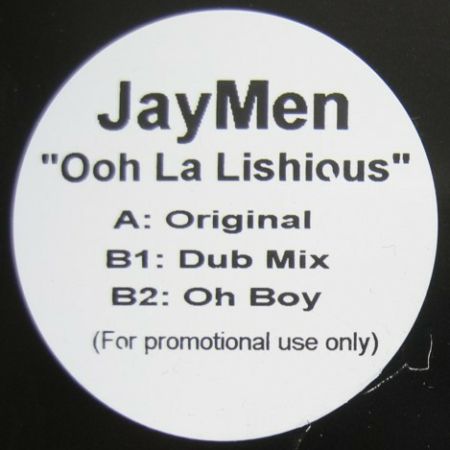 JayMen
"Ooh La Lishious"
A: Original
B1: Dub Mix
B2: Oh Boy
(For promotional use only)